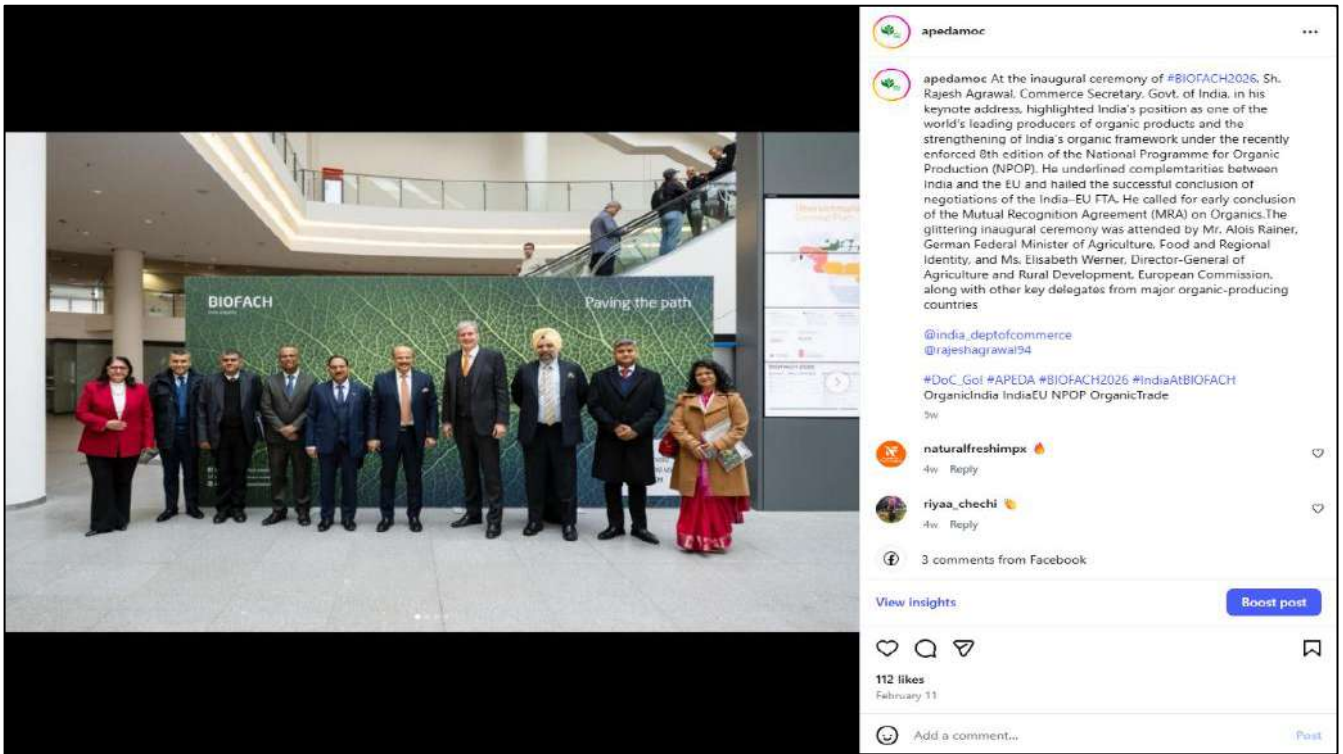 BIOFACH
Paving the path
apedamoc
apedamoc At the inaugural ceremony of #BIOFACH2026, Sh.
Rajesh Agrawal, Commerce Secretary, Govt. of India, in his
keynote address, highlighted India's position as one of the
world's leading producers of organic products and the
strengthening of India's organic framework under the recently
enforced 8th edition of the National Programme for Organic
Production (NPOP). He underlined complemtarities between
India and the EU and hailed the successful conclusion of
negotiations of the India–EU FTA. He called for early conclusion
of the Mutual Recognition Agreement (MRA) on Organics.The
glittering inaugural ceremony was attended by Mr. Alois Rainer,
German Federal Minister of Agriculture, Food and Regional
Identity, and Ms. Elisabeth Werner, Director-General of
Agriculture and Rural Development, European Commission,
along with other key delegates from major organic-producing
countries
@india_deptofcommerce
@rajeshagrawal94
#DoC_GoI #APEDA #BIOFACH2026 #IndiaAtBIOFACH
OrganicIndia IndiaEU NPOP OrganicTrade
5w
naturalfreshimpx 🔥
4w Reply
riyaa_chechi 👏
4w Reply
3 comments from Facebook
View insights
Boost post
112 likes
February 11
Add a comment...
Post